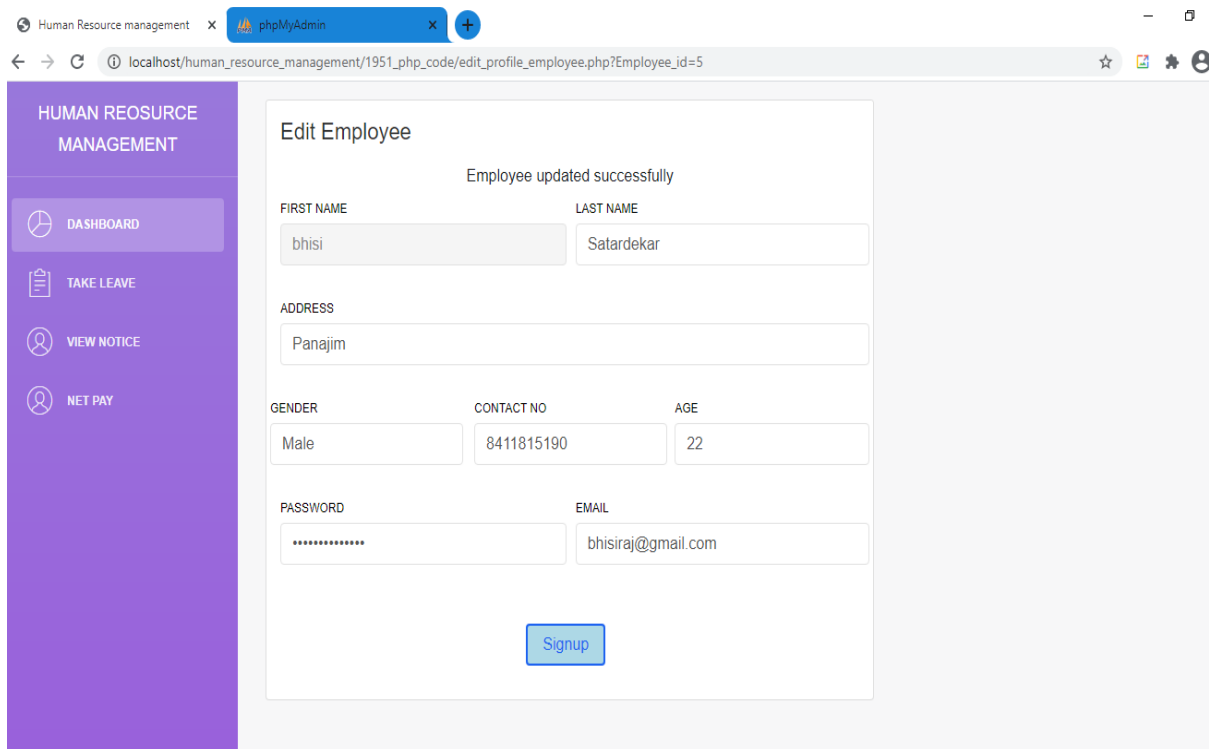 Human Resource management
phpMyAdmin
localhost/human_resource_management/1951_php_code/edit_profile_employee.php?Employee_id=5
HUMAN REOSURCE
MANAGEMENT
DASHBOARD
TAKE LEAVE
VIEW NOTICE
NET PAY
Edit Employee
Employee updated successfully
FIRST NAME LAST NAME
bhisi Satardekar
ADDRESS
Panajim
GENDER CONTACT NO AGE
Male 8411815190 22
PASSWORD EMAIL
•••••••••••••• bhisiraj@gmail.com
Signup